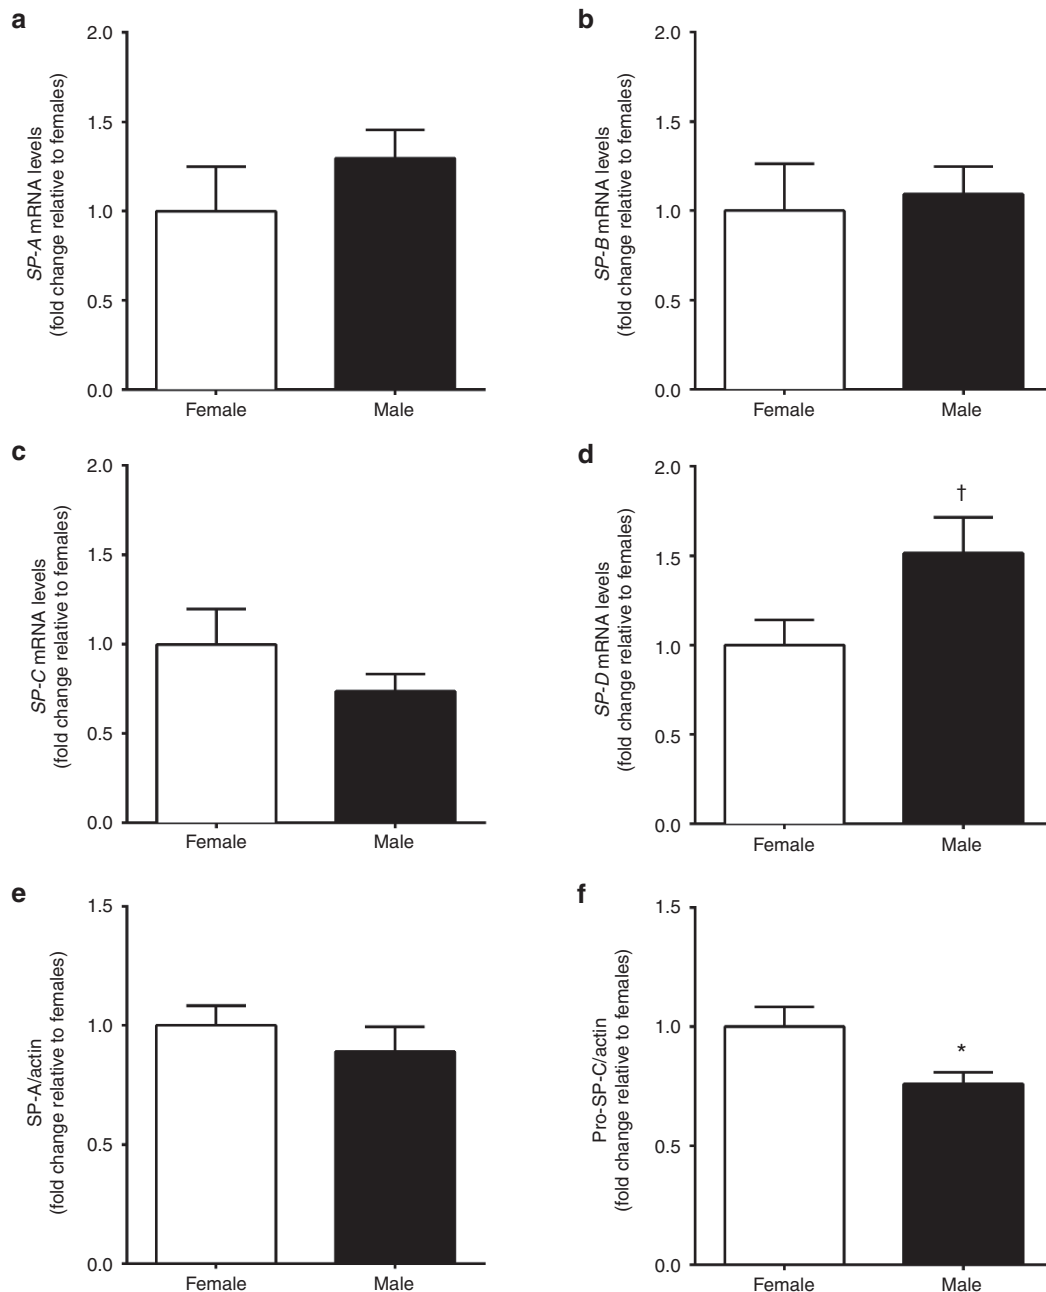 a
2.0
1.5
1.0
0.5
0.0
SP-A mRNA levels
(fold change relative to females)
Female Male
b
2.0
1.5
1.0
0.5
0.0
SP-B mRNA levels
(fold change relative to females)
Female Male
c
2.0
1.5
1.0
0.5
0.0
SP-C mRNA levels
(fold change relative to females)
Female Male
d
2.0
1.5
1.0
0.5
0.0
SP-D mRNA levels
(fold change relative to females)
†
Female Male
e
1.5
1.0
0.5
0.0
SP-A/actin
(fold change relative to females)
Female Male
f
1.5
1.0
0.5
0.0
Pro-SP-C/actin
(fold change relative to females)
*
Female Male